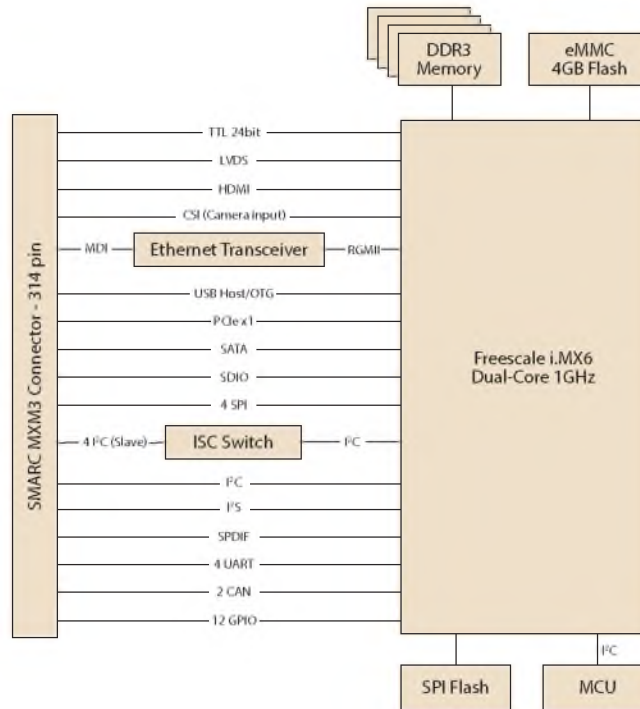 DDR3
Memory
eMMC
4GB Flash
SMARC MXM3 Connector - 314 pin
TTL 24bit
LVDS
HDMI
CSI (Camera input)
MDI
Ethernet Transceiver
RGMII
USB Host/OTG
PCIe x1
SATA
SDIO
4 SPI
Freescale i.MX6
Dual-Core 1GHz
4 I²C (Slave)
ISC Switch
I²C
I²C
I²S
SPDIF
4 UART
2 CAN
12 GPIO
I²C
SPI Flash
MCU